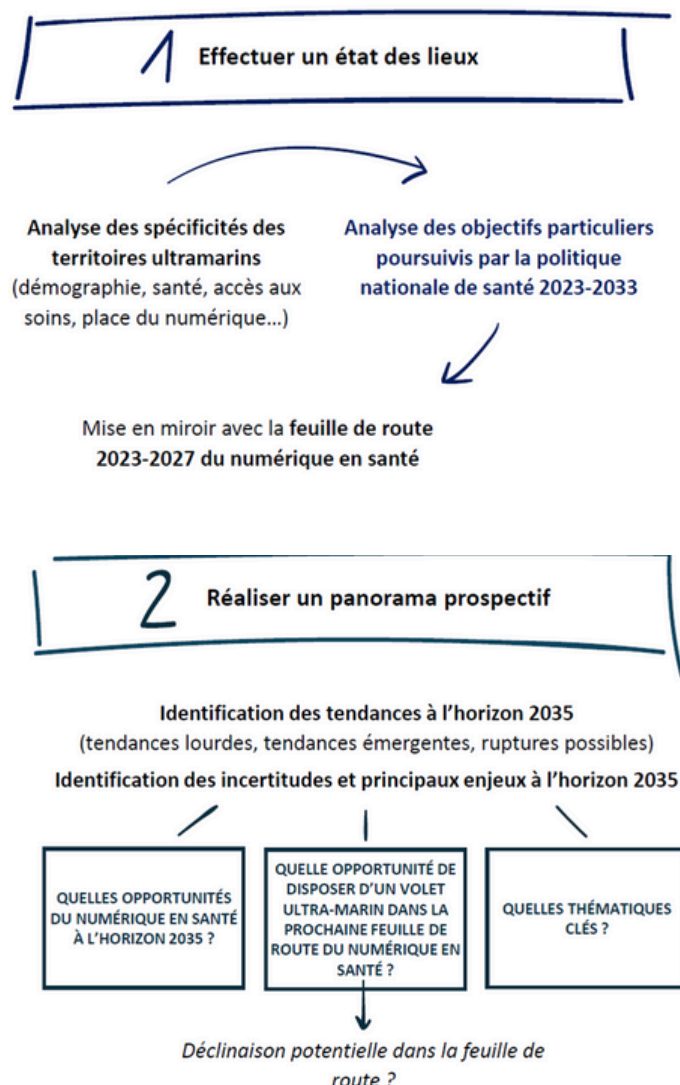 1 Effectuer un état des lieux
Analyse des spécificités des
territoires ultramarins
(démographie, santé, accès aux
soins, place du numérique...)
Analyse des objectifs particuliers
poursuivis par la politique
nationale de santé 2023-2033
Mise en miroir avec la feuille de route
2023-2027 du numérique en santé
2 Réaliser un panorama prospectif
Identification des tendances à l'horizon 2035
(tendances lourdes, tendances émergentes, ruptures possibles)
Identification des incertitudes et principaux enjeux à l'horizon 2035
QUELLES OPPORTUNITÉS
DU NUMÉRIQUE EN SANTÉ
À L'HORIZON 2035 ?
QUELLE OPPORTUNITÉ DE
DISPOSER D'UN VOLET
ULTRA-MARIN DANS LA
PROCHAINE FEUILLE DE
ROUTE DU NUMÉRIQUE EN
SANTÉ ?
QUELLES THÉMATIQUES
CLÉS ?
Déclinaison potentielle dans la feuille de
route ?